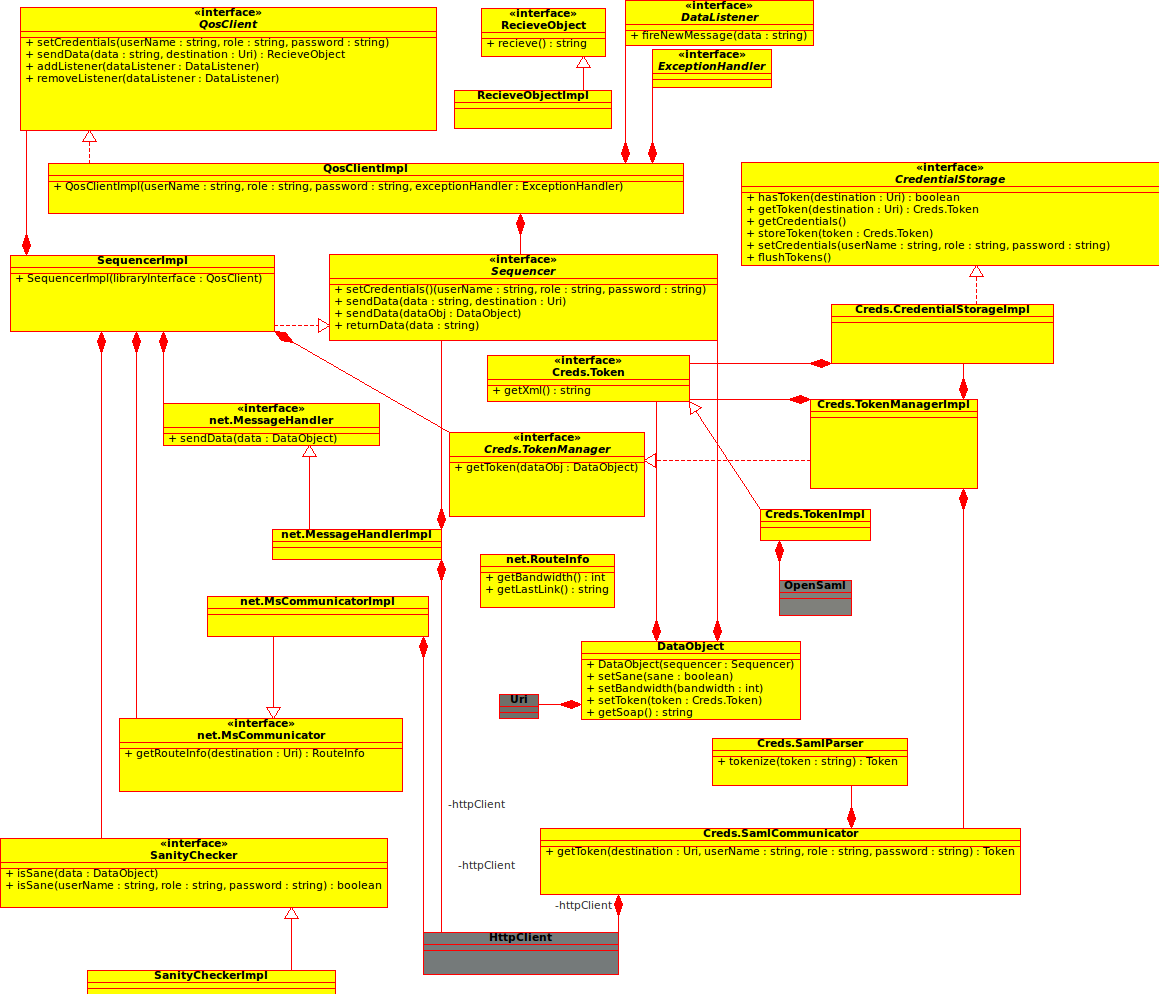 «interface»
QosClient
+ setCredentials(userName : string, role : string, password : string)
+ sendData(data : string, destination : Uri) : RecieveObject
+ addListener(dataListener : DataListener)
+ removeListener(dataListener : DataListener)
«interface»
RecieveObject
+ recieve() : string
«interface»
DataListener
+ fireNewMessage(data : string)
«interface»
ExceptionHandler
RecieveObjectImpl
QosClientImpl
+ QosClientImpl(userName : string, role : string, password : string, exceptionHandler : ExceptionHandler)
«interface»
CredentialStorage
+ hasToken(destination : Uri) : boolean
+ getToken(destination : Uri) : Creds.Token
+ getCredentials()
+ storeToken(token : Creds.Token)
+ setCredentials(userName : string, role : string, password : string)
+ flushTokens()
SequencerImpl
+ SequencerImpl(libraryInterface : QosClient)
«interface»
Sequencer
+ setCredentials()(userName : string, role : string, password : string)
+ sendData(data : string, destination : Uri)
+ sendData(dataObj : DataObject)
+ returnData(data : string)
Creds.CredentialStorageImpl
«interface»
Creds.Token
+ getXml() : string
«interface»
net.MessageHandler
+ sendData(data : DataObject)
Creds.TokenManagerImpl
«interface»
Creds.TokenManager
+ getToken(dataObj : DataObject)
Creds.TokenImpl
net.MessageHandlerImpl
net.RouteInfo
+ getBandwidth() : int
+ getLastLink() : string
OpenSaml
net.MsCommunicatorImpl
DataObject
+ DataObject(sequencer : Sequencer)
+ setSane(sane : boolean)
+ setBandwidth(bandwidth : int)
+ setToken(token : Creds.Token)
+ getSoap() : string
Uri
«interface»
net.MsCommunicator
+ getRouteInfo(destination : Uri) : RouteInfo
Creds.SamlParser
+ tokenize(token : string) : Token
-httpClient
Creds.SamlCommunicator
+ getToken(destination : Uri, userName : string, role : string, password : string) : Token
«interface»
SanityChecker
+ isSane(data : DataObject)
+ isSane(userName : string, role : string, password : string) : boolean
-httpClient
-httpClient
HttpClient
SanityCheckerImpl